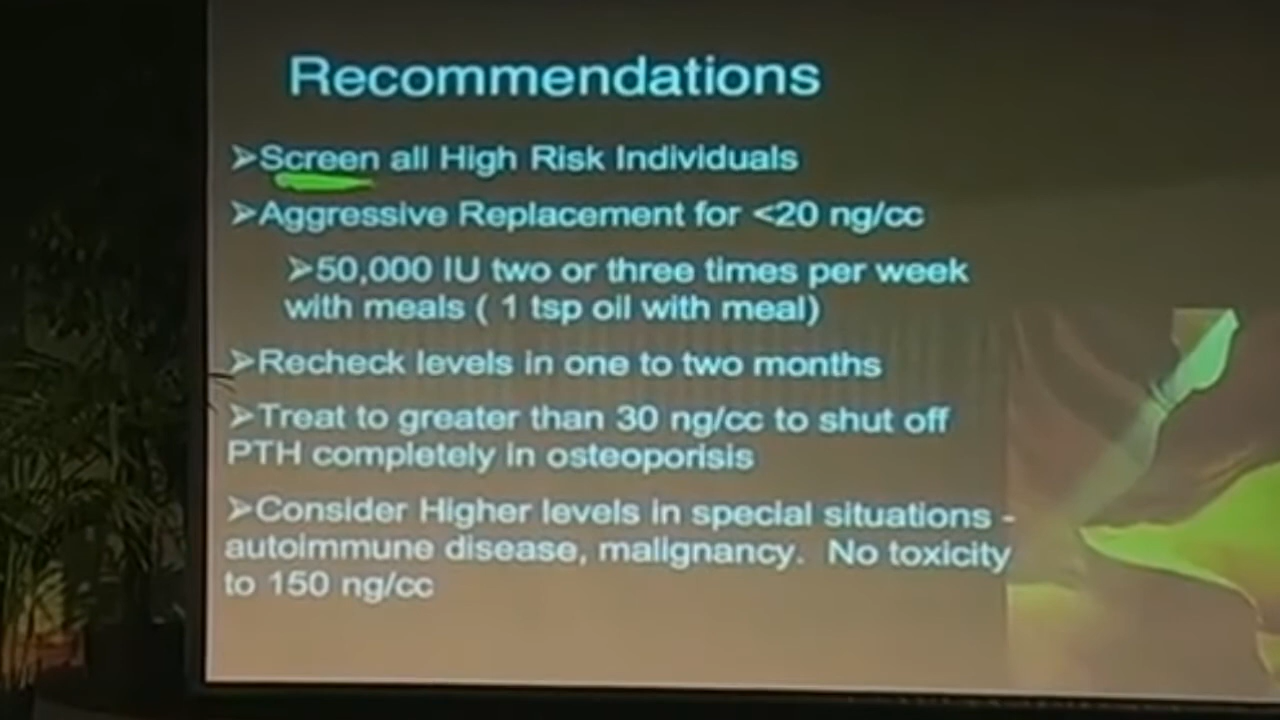 Recommendations
➢Screen all High Risk Individuals
➢Aggressive Replacement for <20 ng/cc
➢50,000 IU two or three times per week
with meals ( 1 tsp oil with meal)
➢Recheck levels in one to two months
➢Treat to greater than 30 ng/cc to shut off
PTH completely in osteoporisis
➢Consider Higher levels in special situations -
autoimmune disease, malignancy.  No toxicity
to 150 ng/cc